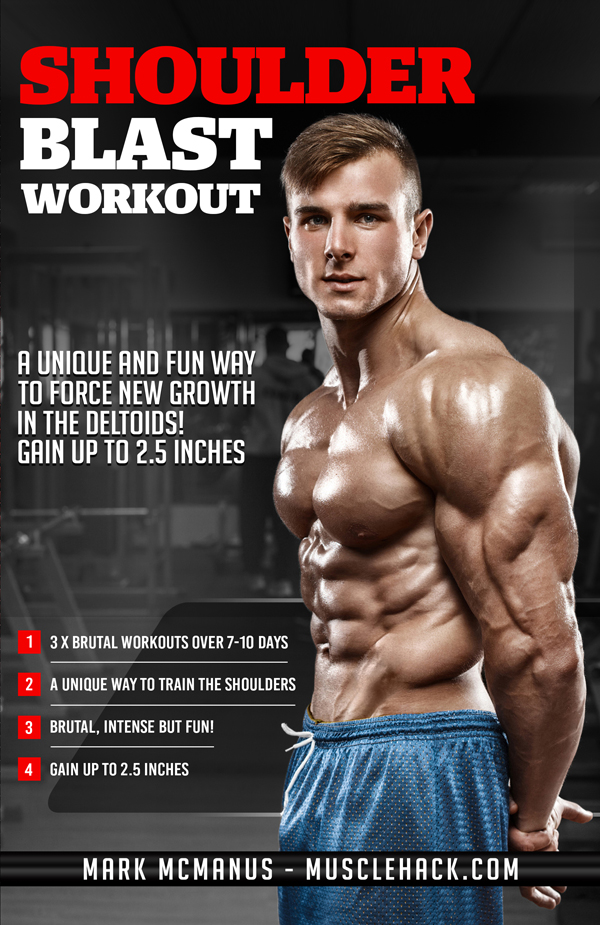 SHOULDER
BLAST
WORKOUT
A UNIQUE AND FUN WAY
TO FORCE NEW GROWTH
IN THE DELTOIDS!
GAIN UP TO 2.5 INCHES
1 3 X BRUTAL WORKOUTS OVER 7-10 DAYS
2 A UNIQUE WAY TO TRAIN THE SHOULDERS
3 BRUTAL, INTENSE BUT FUN!
4 GAIN UP TO 2.5 INCHES
MARK MCMANUS - MUSCLEHACK.COM